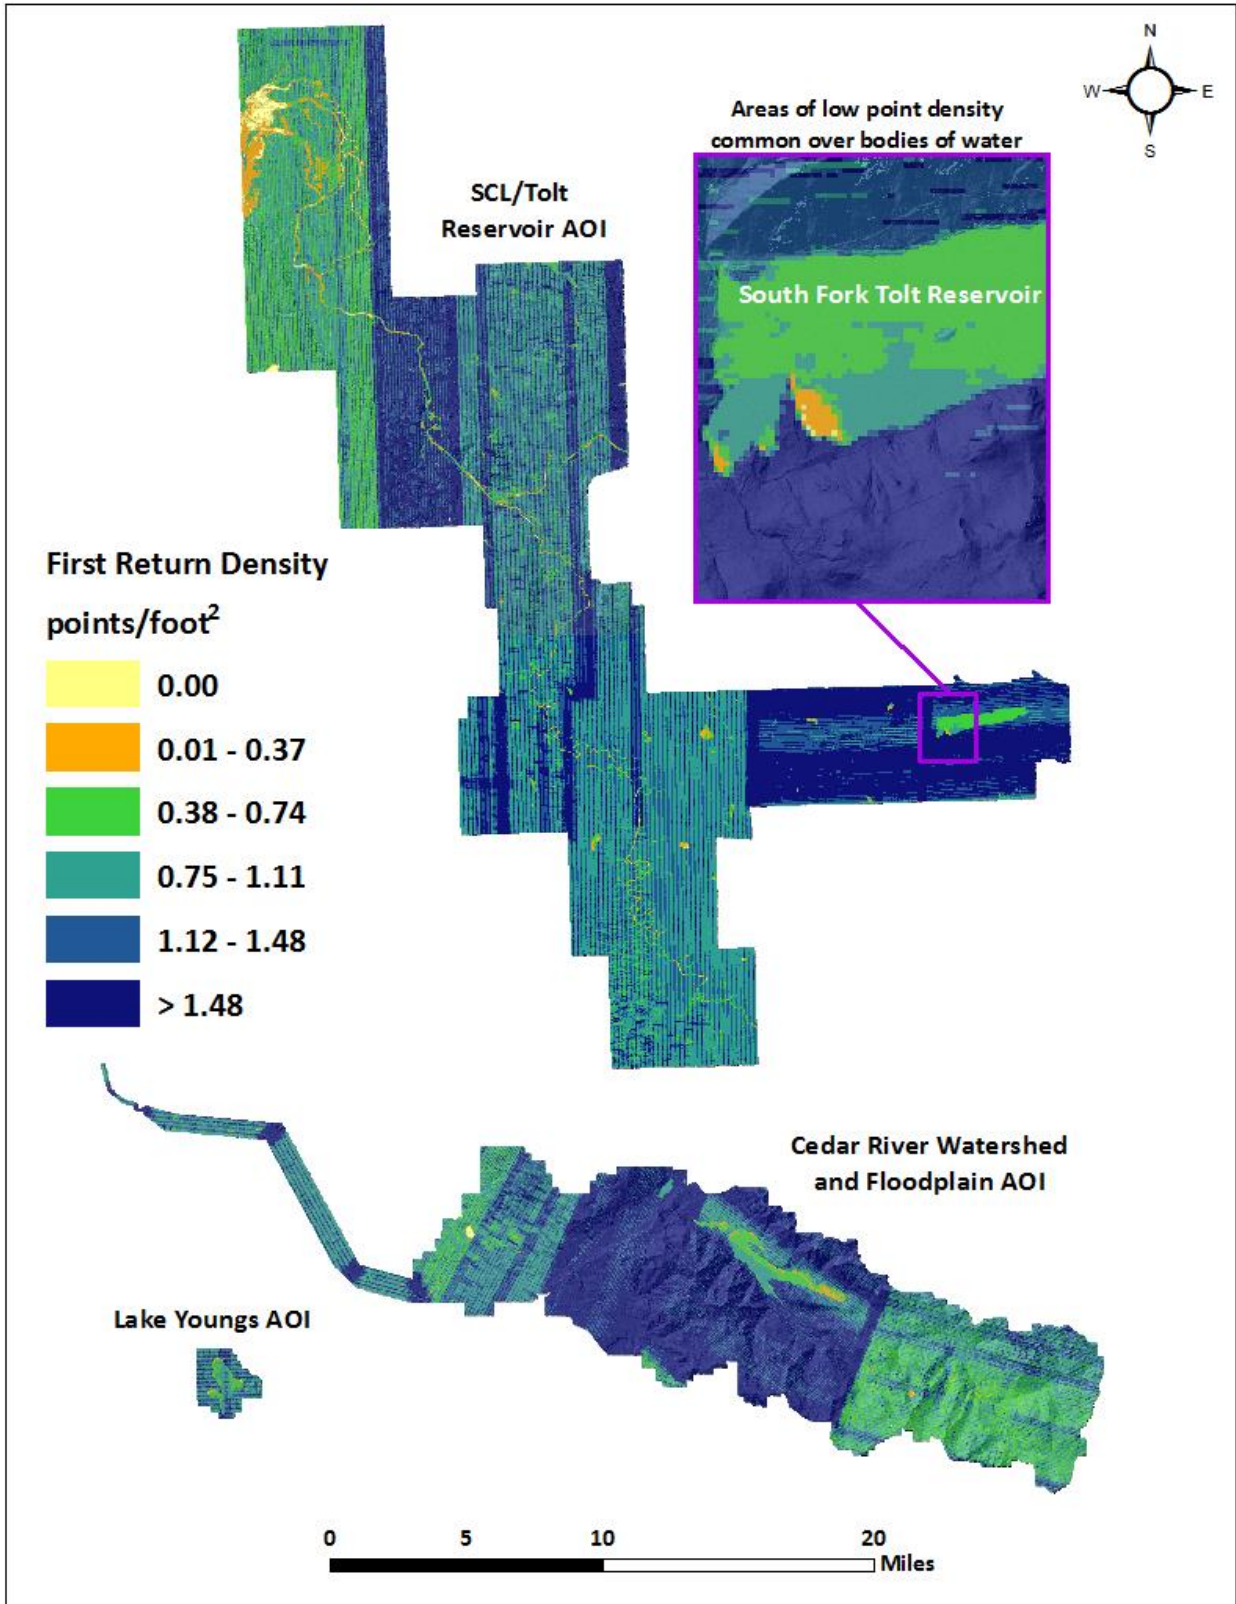 N
W
E
S
Areas of low point density
common over bodies of water
SCL/Tolt
Reservoir AOI
South Fork Tolt Reservoir
First Return Density
points/foot²
0.00
0.01 - 0.37
0.38 - 0.74
0.75 - 1.11
1.12 - 1.48
> 1.48
Cedar River Watershed
and Floodplain AOI
Lake Youngs AOI
0 5 10 20
Miles